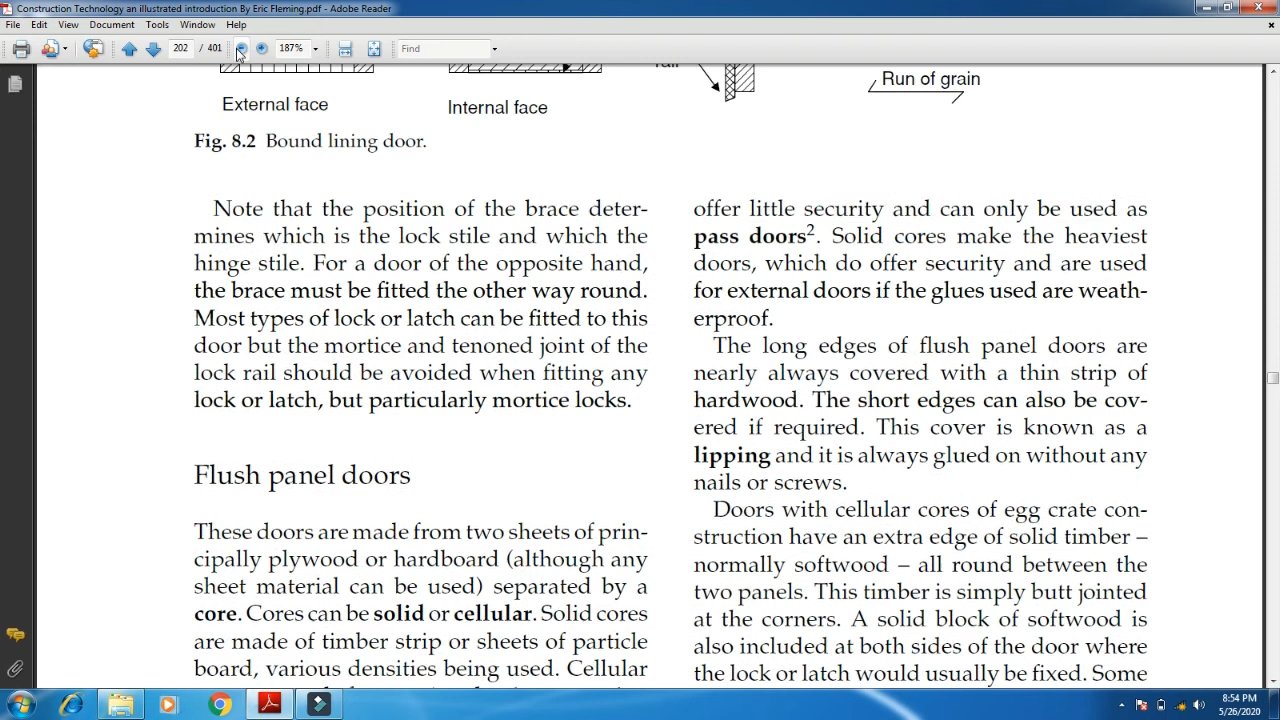 Construction Technology an illustrated introduction By Eric Fleming.pdf - Adobe Reader
File Edit View Document Tools Window Help
202 / 401 187% Find
External face
Internal face
Run of grain
Fig. 8.2 Bound lining door.
Note that the position of the brace deter-
mines which is the lock stile and which the
hinge stile. For a door of the opposite hand,
the brace must be fitted the other way round.
Most types of lock or latch can be fitted to this
door but the mortice and tenoned joint of the
lock rail should be avoided when fitting any
lock or latch, but particularly mortice locks.
Flush panel doors
These doors are made from two sheets of prin-
cipally plywood or hardboard (although any
sheet material can be used) separated by a
core. Cores can be solid or cellular. Solid cores
are made of timber strip or sheets of particle
board, various densities being used. Cellular
offer little security and can only be used as
pass doors². Solid cores make the heaviest
doors, which do offer security and are used
for external doors if the glues used are weath-
erproof.
The long edges of flush panel doors are
nearly always covered with a thin strip of
hardwood. The short edges can also be cov-
ered if required. This cover is known as a
lipping and it is always glued on without any
nails or screws.
Doors with cellular cores of egg crate con-
struction have an extra edge of solid timber –
normally softwood – all round between the
two panels. This timber is simply butt jointed
at the corners. A solid block of softwood is
also included at both sides of the door where
the lock or latch would usually be fixed. Some
8:54 PM
5/26/2020